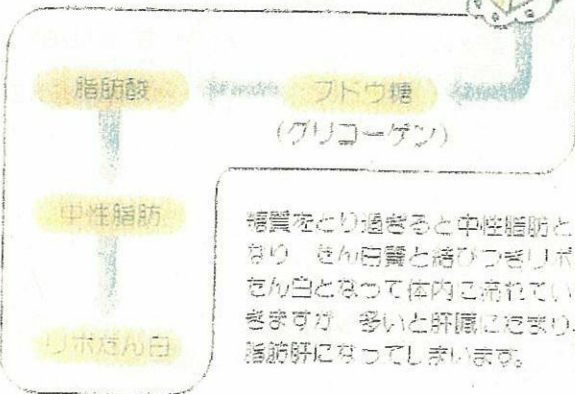 脂肪酸
ブドウ糖
(グリコーゲン)
中性脂肪
リポたん白
糖質をとり過ぎると中性脂肪と
なり たん白質と結びつきリポ
たん白となって体内に流れてい
きますが、多いと肝臓にたまり、
脂肪肝になってしまいます。